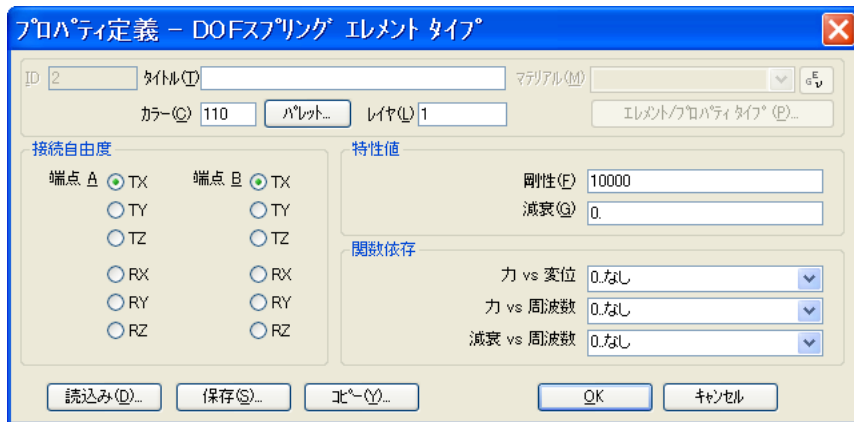 プロパティ定義 - DOFスプリング エレメント タイプ
ID 2 タイトル(T) マテリアル(M)
カラー(C) 110 パレット... レイヤ(L) 1 エレメント/プロパティ タイプ(P)...
接続自由度 特性値
端点 A TX 端点 B TX 剛性(F) 10000
TY TY 減衰(G) 0.
TZ TZ
関数依存
RX RX 力 vs 変位 0..なし
RY RY 力 vs 周波数 0..なし
RZ RZ 減衰 vs 周波数 0..なし
読込み(D)... 保存(S)... コピー(Y)... OK キャンセル